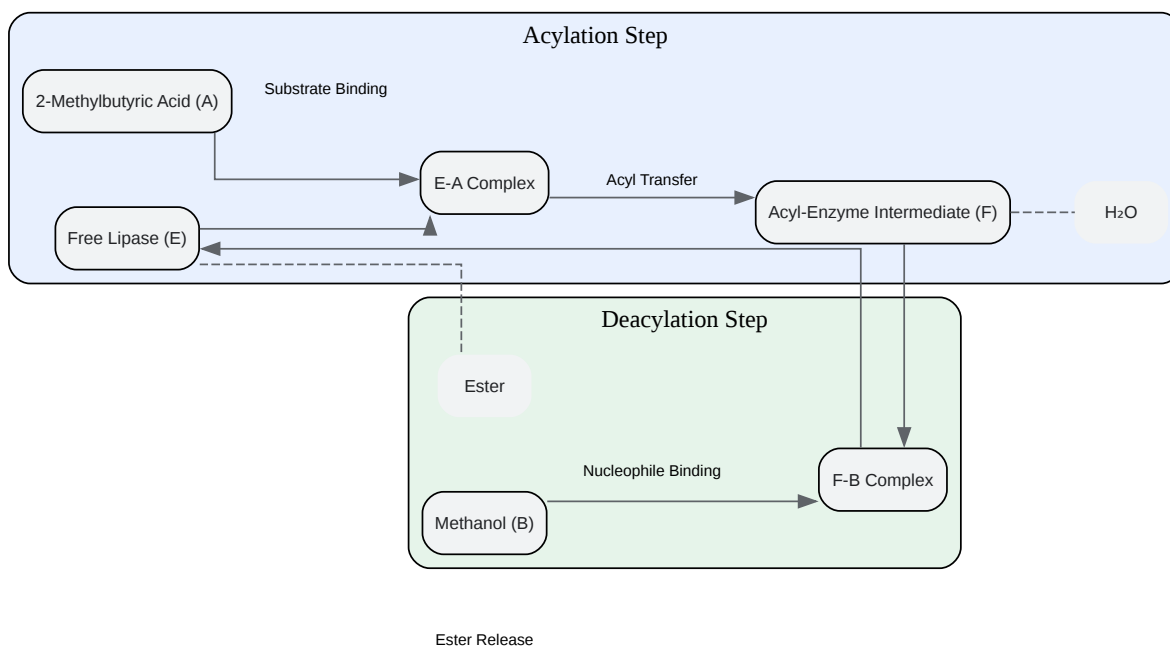 Acylation Step
2-Methylbutyric Acid (A)
Substrate Binding
E-A Complex
Acyl Transfer
Acyl-Enzyme Intermediate (F)
H₂O
Free Lipase (E)
Deacylation Step
Ester
Nucleophile Binding
F-B Complex
Methanol (B)
Ester Release